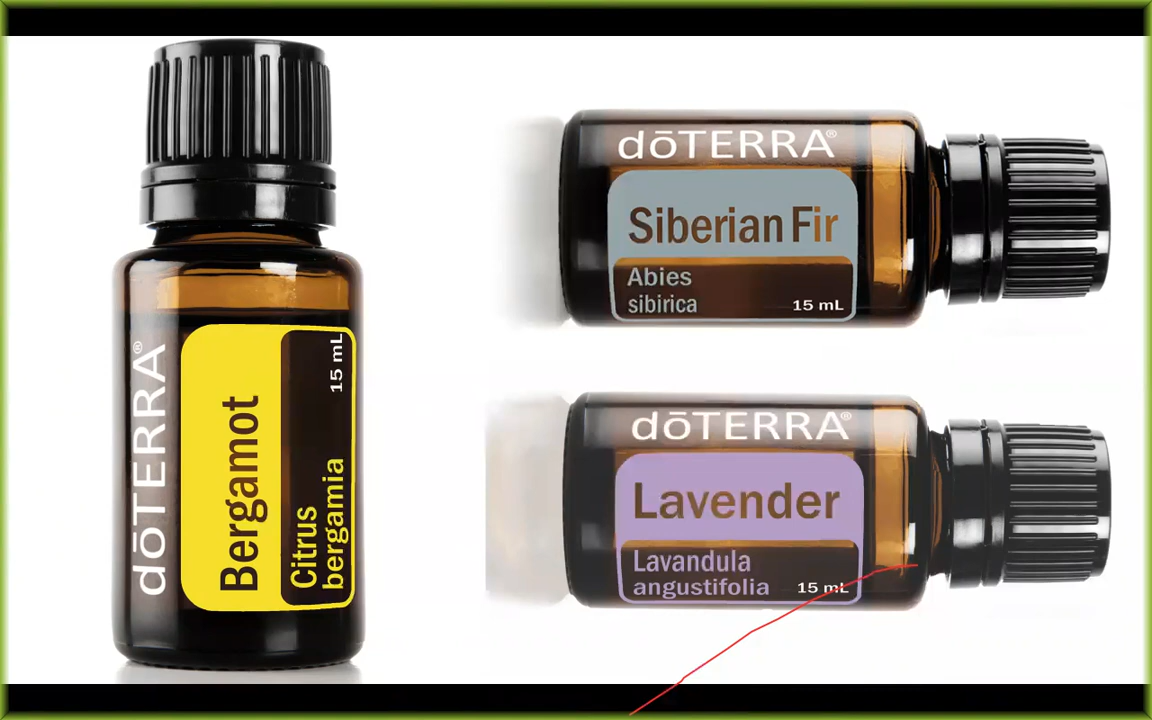 dōTERRA®
Bergamot
Citrus
bergamia
15 mL
dōTERRA®
Siberian Fir
Abies
sibirica
15 mL
dōTERRA®
Lavender
Lavandula
angustifolia
15 mL